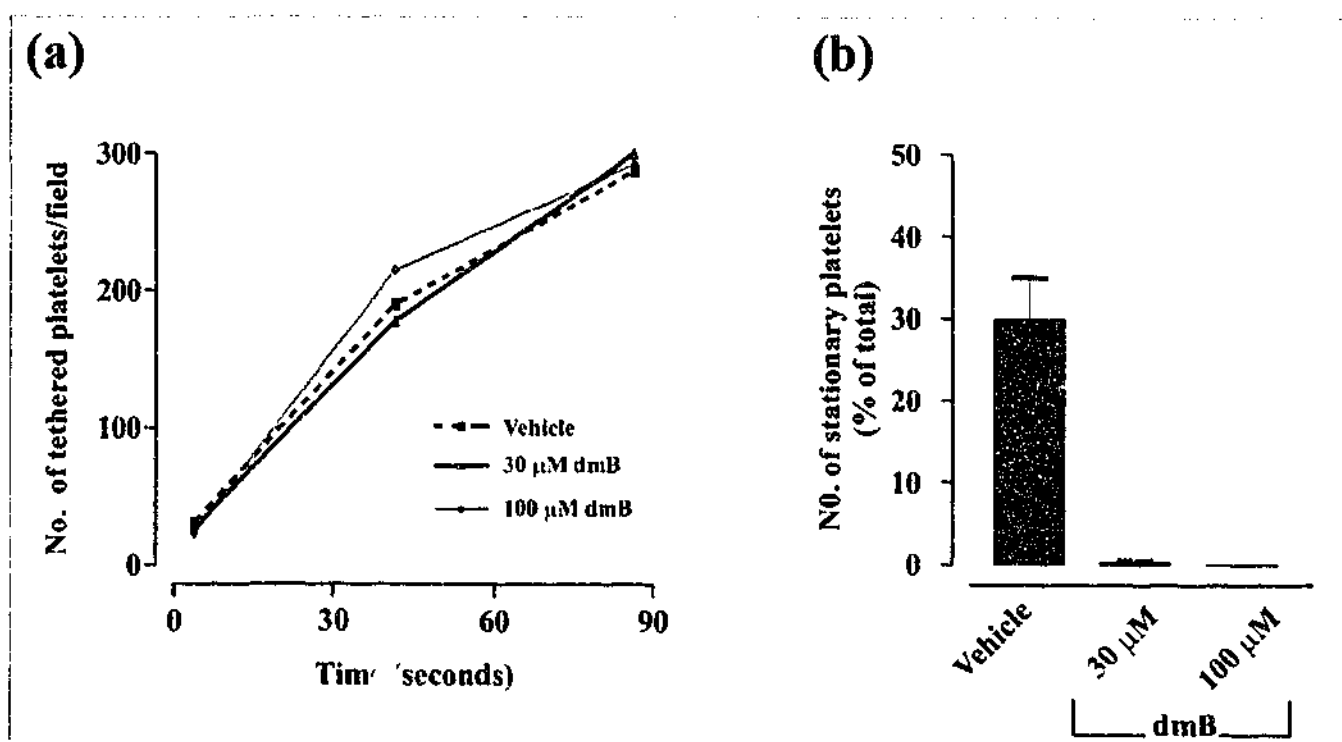 (a)
No. of tethered platelets/field
300
200
100
0
Vehicle
30 µM dmB
100 µM dmB
0 30 60 90
seconds)
(b)
N0. of stationary platelets
(% of total)
50
40
30
20
10
0
Vehicle
30 µM
100 µM
dmB